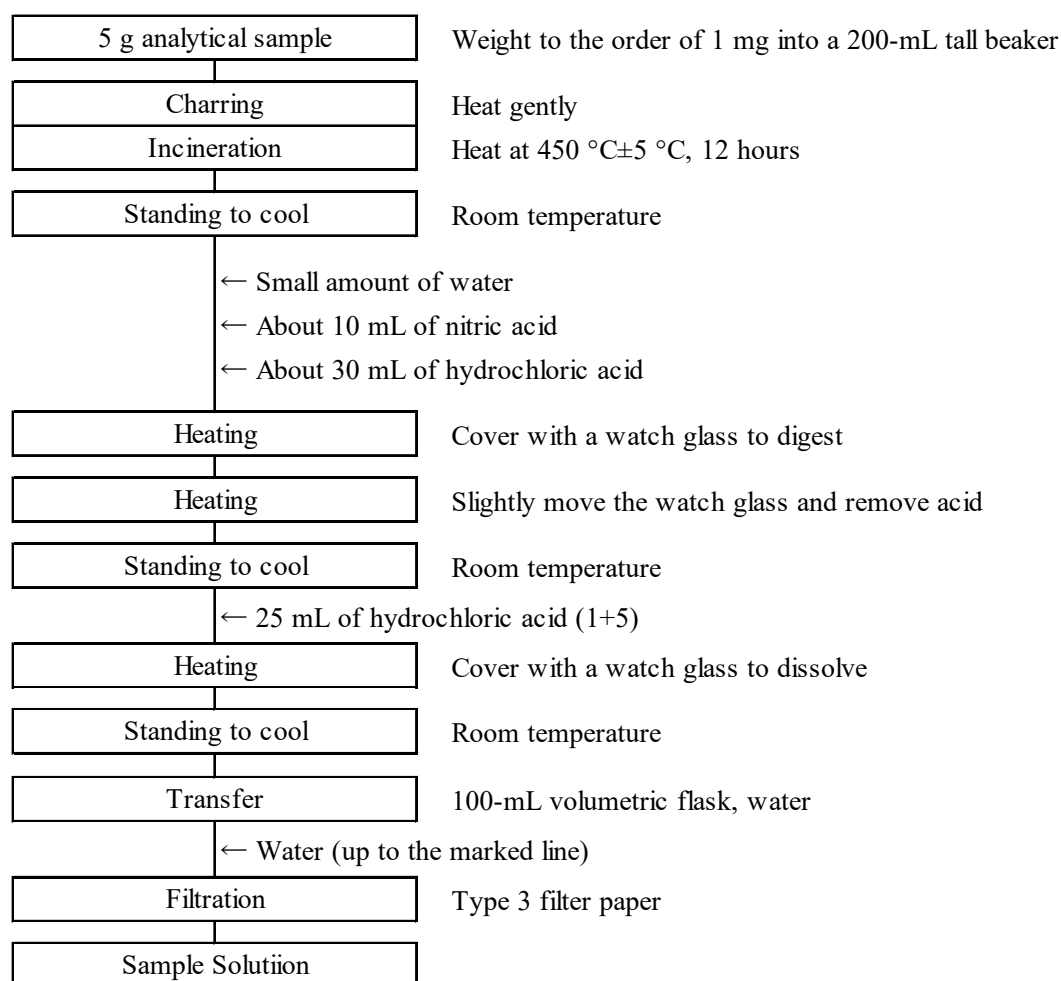 5 g analytical sample Weight to the order of 1 mg into a 200-mL tall beaker
Charring Heat gently
Incineration Heat at 450 °C±5 °C, 12 hours
Standing to cool Room temperature
← Small amount of water
← About 10 mL of nitric acid
← About 30 mL of hydrochloric acid
Heating Cover with a watch glass to digest
Heating Slightly move the watch glass and remove acid
Standing to cool Room temperature
← 25 mL of hydrochloric acid (1+5)
Heating Cover with a watch glass to dissolve
Standing to cool Room temperature
Transfer 100-mL volumetric flask, water
← Water (up to the marked line)
Filtration Type 3 filter paper
Sample Solutiion